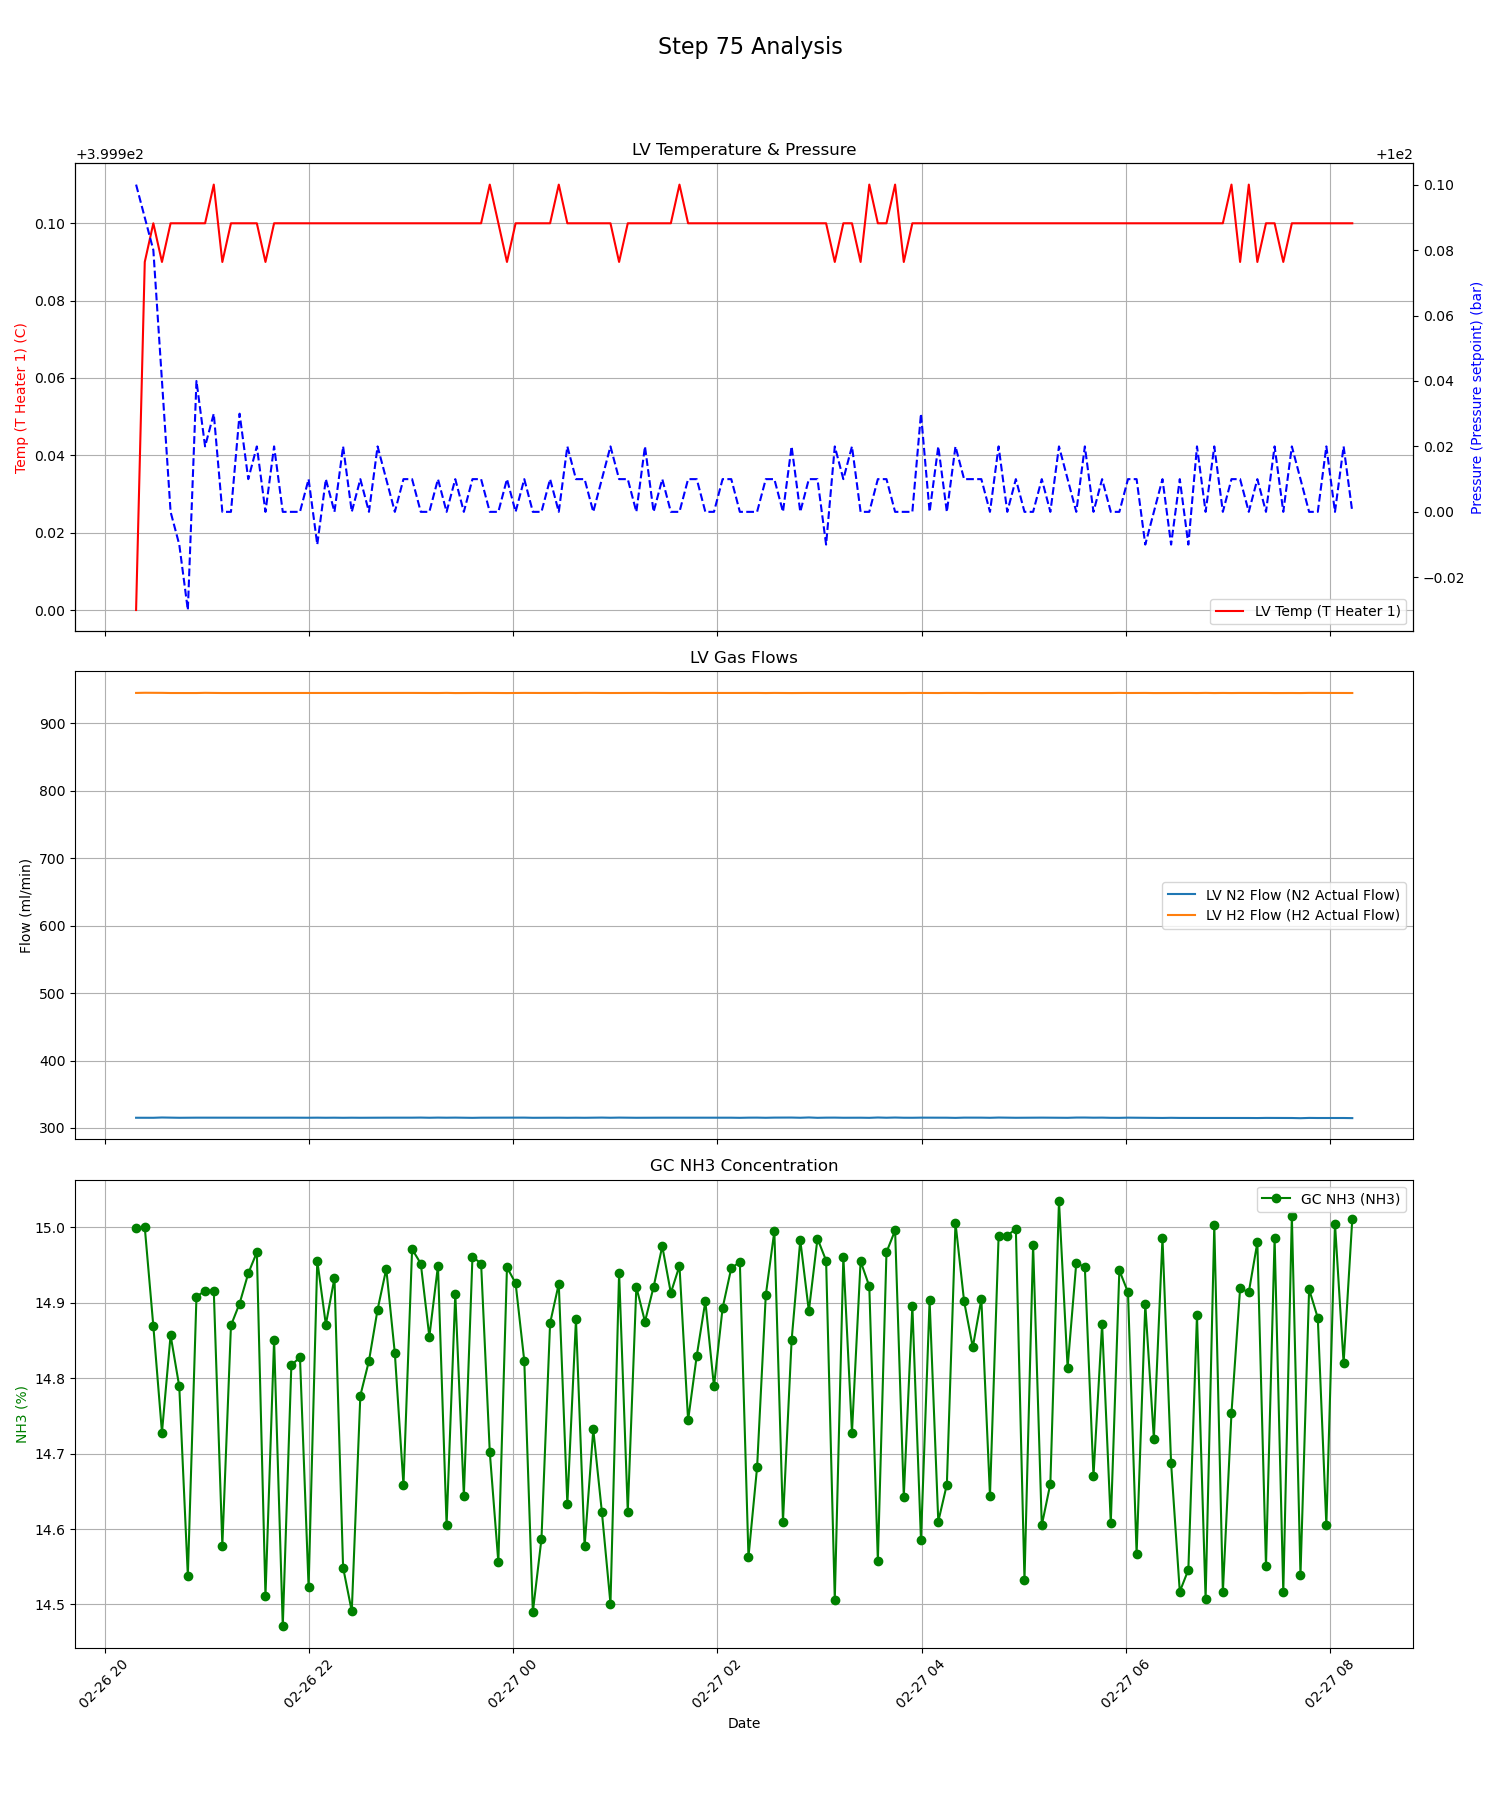 Step 75 Analysis
LV Temperature & Pressure
+3.999e2
+1e2
0.10
0.08
0.06
0.04
0.02
0.00
Temp (T Heater 1) (C)
0.10
0.08
0.06
0.04
0.02
0.00
−0.02
Pressure (Pressure setpoint) (bar)
LV Temp (T Heater 1)
LV Gas Flows
900
800
700
600
500
400
300
Flow (ml/min)
LV N2 Flow (N2 Actual Flow)
LV H2 Flow (H2 Actual Flow)
GC NH3 Concentration
15.0
14.9
14.8
14.7
14.6
14.5
NH3 (%)
GC NH3 (NH3)
02-26 20
02-26 22
02-27 00
02-27 02
02-27 04
02-27 06
02-27 08
Date